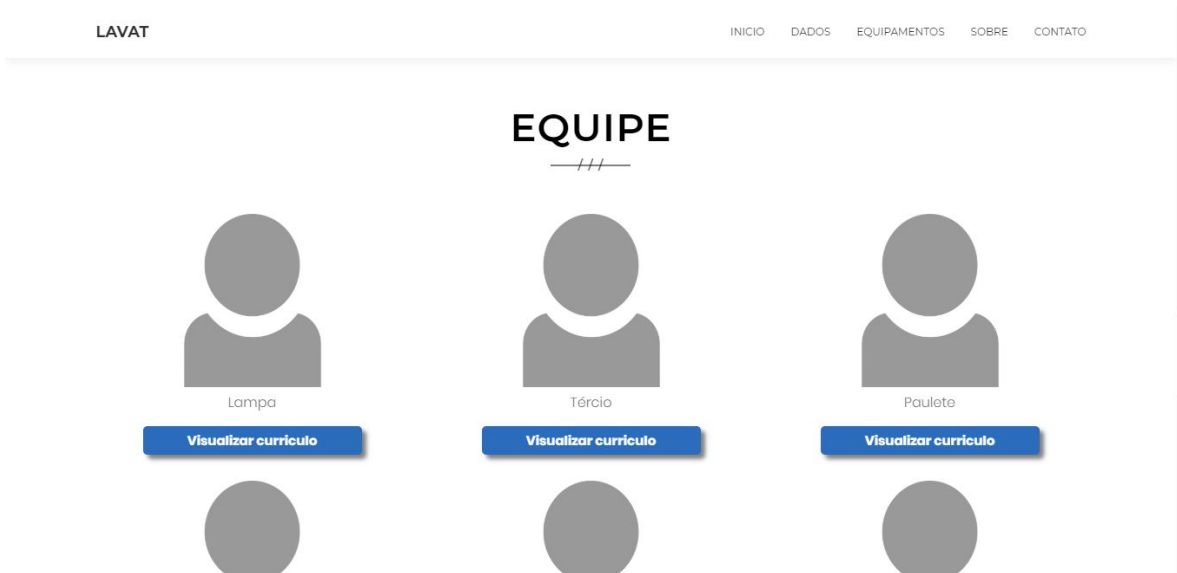 LAVAT
INICIO DADOS EQUIPAMENTOS SOBRE CONTATO
EQUIPE
Lampa Tércio Paulete
Visualizar curriculo Visualizar curriculo Visualizar curriculo